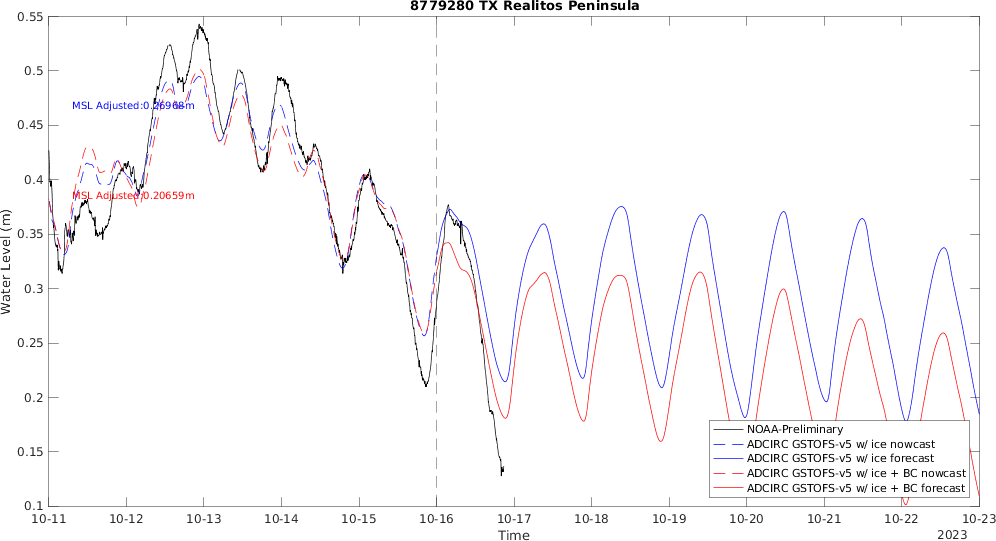 8779280 TX Realitos Peninsula
0.55
0.5
0.45
0.4
0.35
0.3
0.25
0.2
0.15
0.1
Water Level (m)
MSL Adjusted:0.26968m
MSL Adjusted:0.20659m
NOAA-Preliminary
ADCIRC GSTOFS-v5 w/ ice nowcast
ADCIRC GSTOFS-v5 w/ ice forecast
ADCIRC GSTOFS-v5 w/ ice + BC nowcast
ADCIRC GSTOFS-v5 w/ ice + BC forecast
10-11 10-12 10-13 10-14 10-15 10-16 10-17 10-18 10-19 10-20 10-21 10-22 10-23
Time
2023